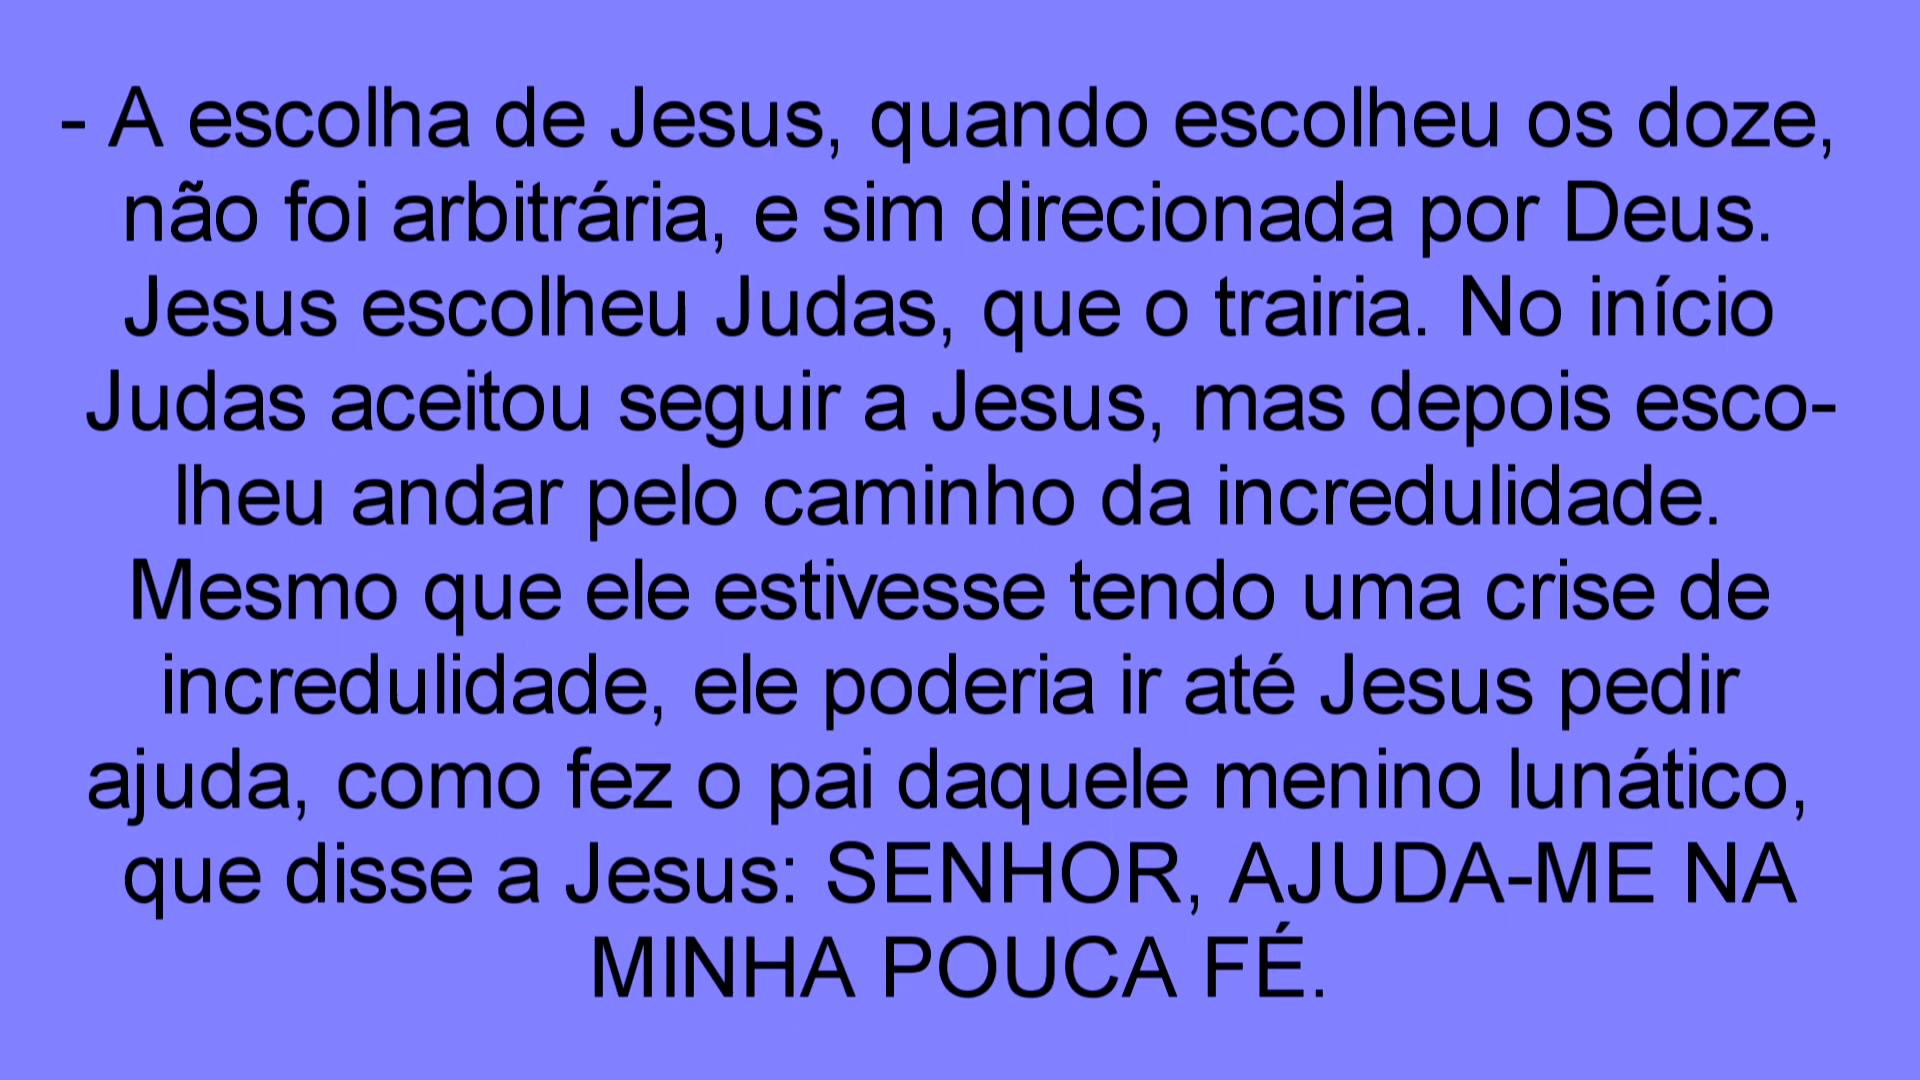 - A escolha de Jesus, quando escolheu os doze,
não foi arbitrária, e sim direcionada por Deus.
Jesus escolheu Judas, que o trairia. No início
Judas aceitou seguir a Jesus, mas depois esco-
lheu andar pelo caminho da incredulidade.
Mesmo que ele estivesse tendo uma crise de
incredulidade, ele poderia ir até Jesus pedir
ajuda, como fez o pai daquele menino lunático,
que disse a Jesus: SENHOR, AJUDA-ME NA
MINHA POUCA FÉ.